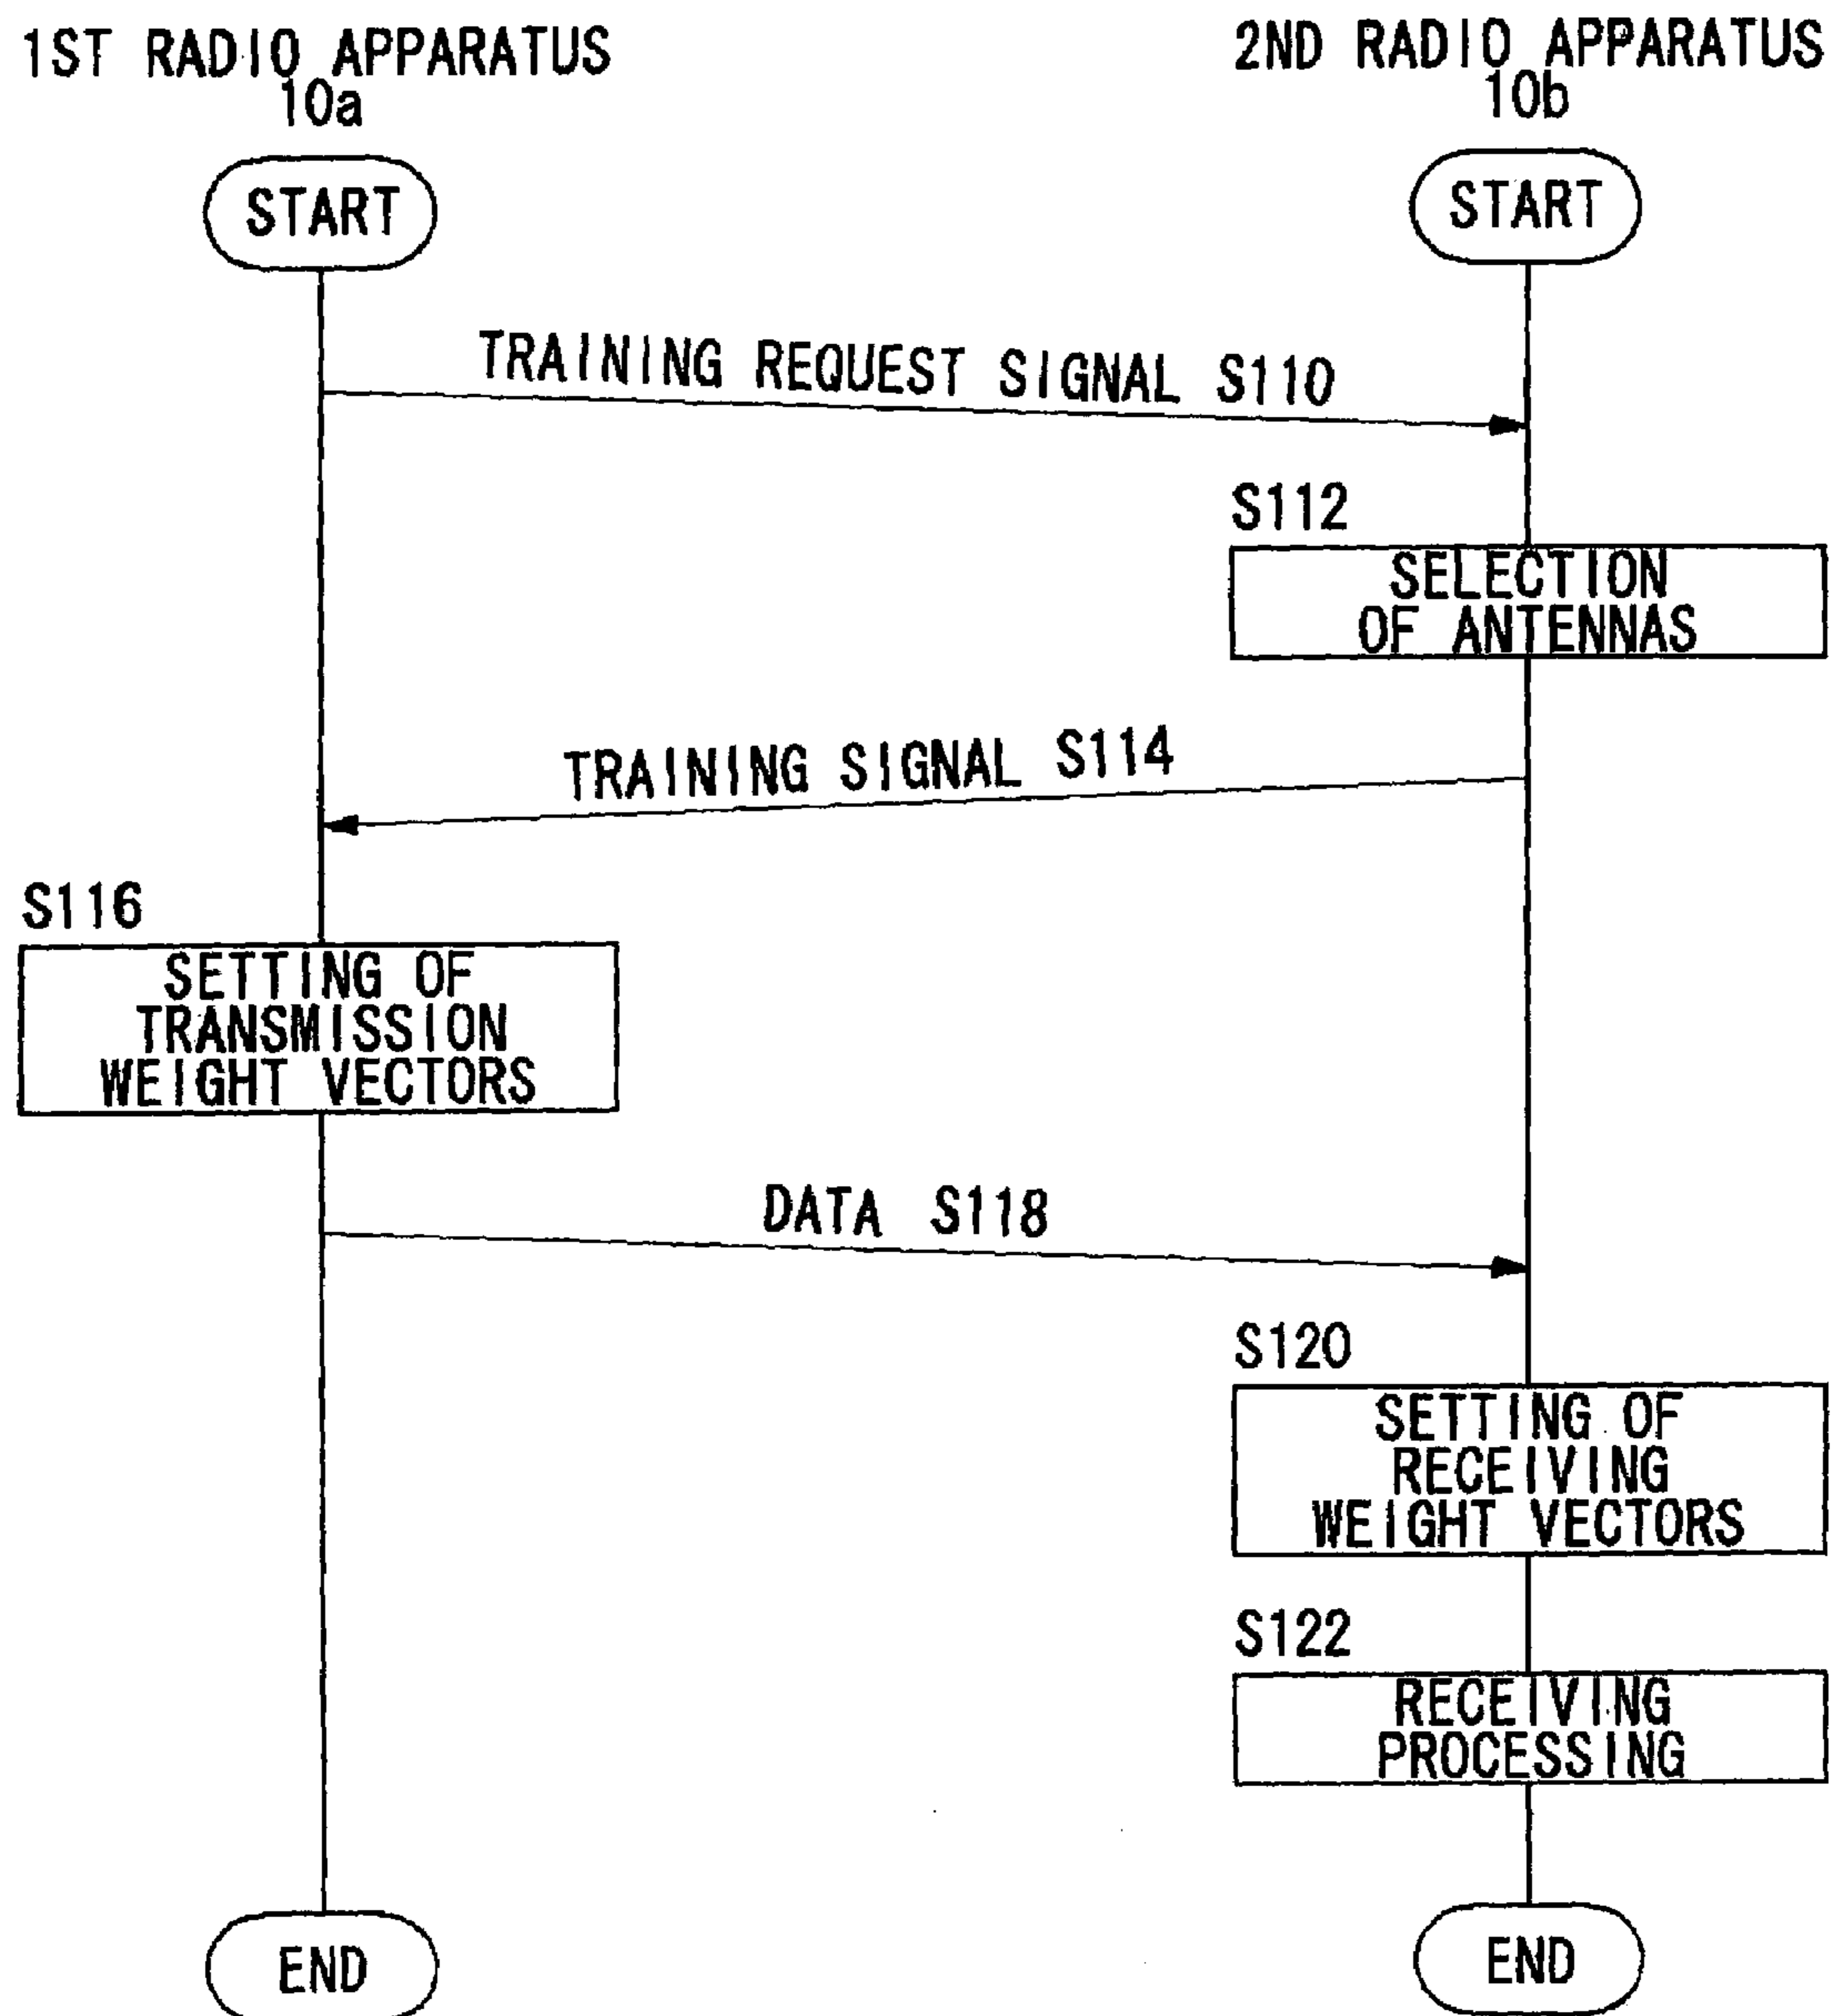 1ST RADIO APPARATUS
10a
2ND RADIO APPARATUS
10b
START
START
TRAINING REQUEST SIGNAL S110
S112
SELECTION
OF ANTENNAS
TRAINING SIGNAL S114
S116
SETTING OF
TRANSMISSION
WEIGHT VECTORS
DATA S118
S120
SETTING OF
RECEIVING
WEIGHT VECTORS
S122
RECEIVING
PROCESSING
END
END